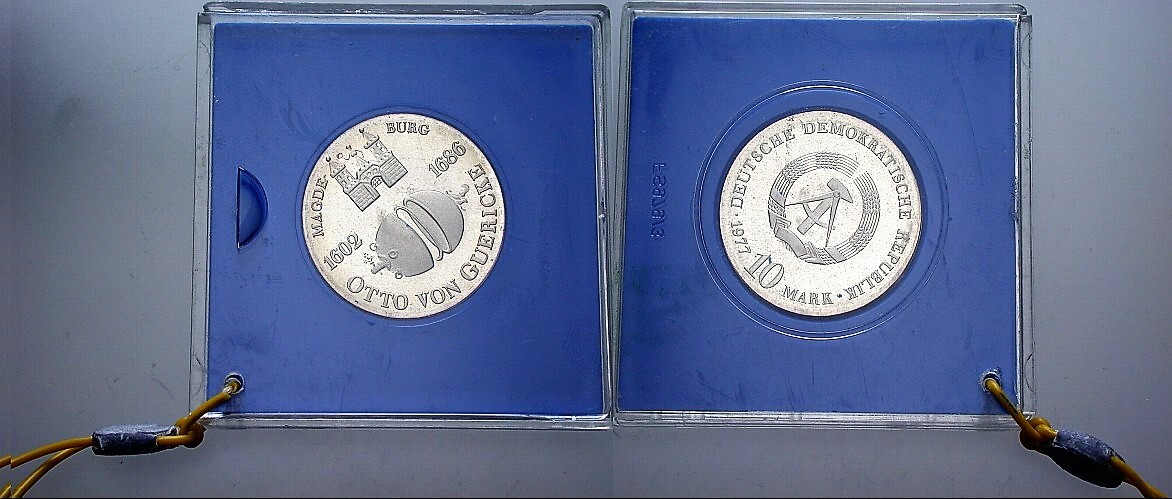 MAGDE-
BURG
1602
1686
OTTO VON GUERICKE
1977 · DEUTSCHE DEMOKRATISCHE REPUBLIK ·
10
MARK